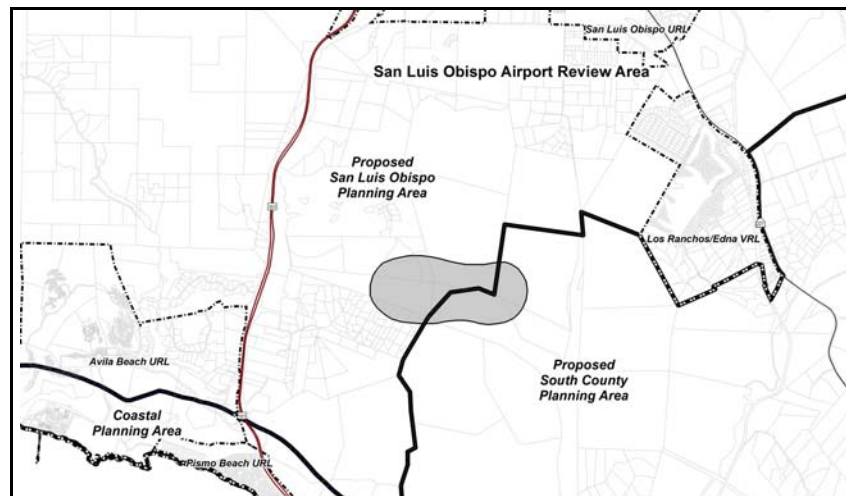 San Luis Obispo URL
San Luis Obispo Airport Review Area
Proposed
San Luis Obispo
Planning Area
Los Ranchos/Edna VRL
Avila Beach URL
Proposed
South County
Planning Area
Coastal
Planning Area
Pismo Beach URL